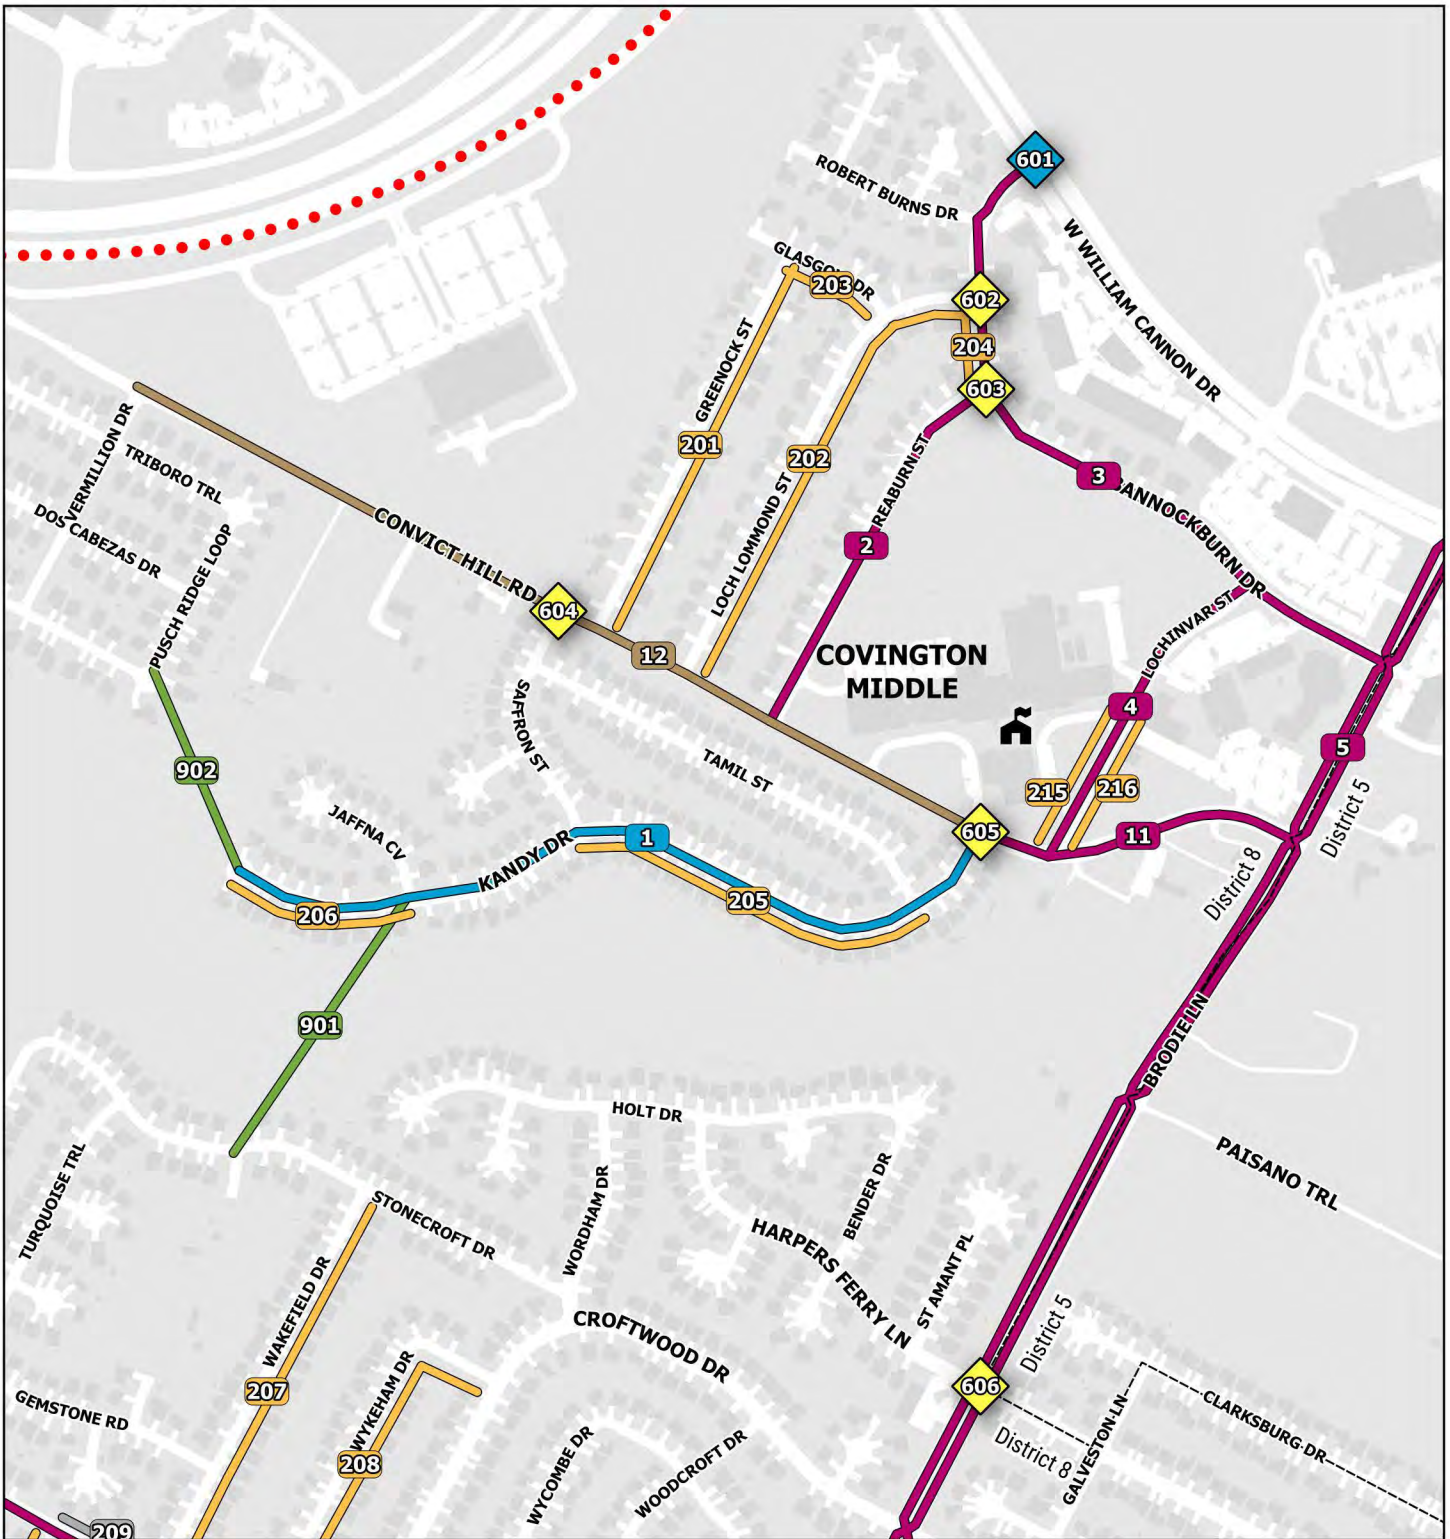 601
ROBERT BURNS DR
W WILLIAM CANNON DR
GLASGOW DR
203
602
204
603
GREENOCK ST
201
202
LOCH LOMMOND ST
REABURN ST
2
3
BANNOCKBURN DR
VERMILLION DR
TRIBORO TRL
DOS CABEZAS DR
PUSCH RIDGE LOOP
CONVICT HILL RD
604
12
COVINGTON
MIDDLE
LOCHINVAR ST
4
5
District 5
SAFFRON ST
TAMIL ST
902
215
216
605
11
JAFFNA CV
KANDY DR
1
205
206
District 8
901
BRODIE LN
HOLT DR
PAISANO TRL
TURQUOISE TRL
STONECROFT DR
WORDHAM DR
BENDER DR
HARPERS FERRY LN
ST AMANT PL
WAKEFIELD DR
CROFTWOOD DR
District 5
606
207
WYKEHAM DR
GEMSTONE RD
208
WYCOMBE DR
WOODCROFT DR
District 8
GALVESTON LN
CLARKSBURG DR
209